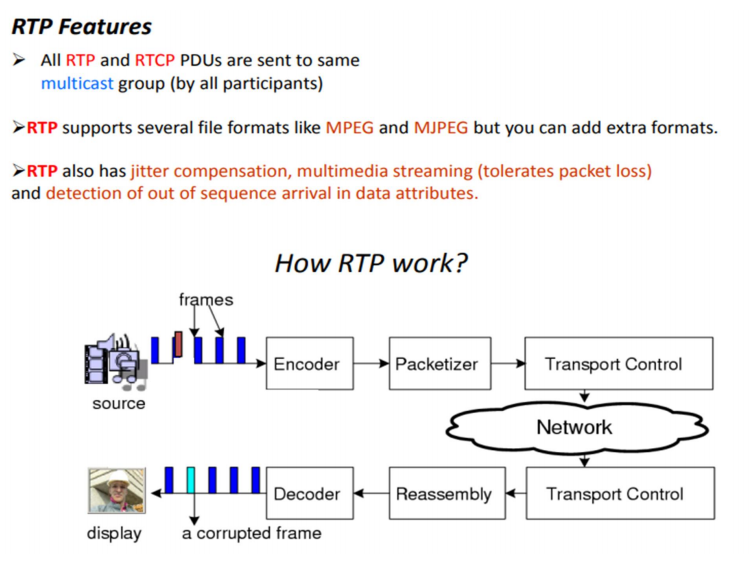 RTP Features
➢ All RTP and RTCP PDUs are sent to same
multicast group (by all participants)
➢RTP supports several file formats like MPEG and MJPEG but you can add extra formats.
➢RTP also has jitter compensation, multimedia streaming (tolerates packet loss)
and detection of out of sequence arrival in data attributes.
How RTP work?
frames
Encoder
Packetizer
Transport Control
source
Network
Decoder
Reassembly
Transport Control
display
a corrupted frame